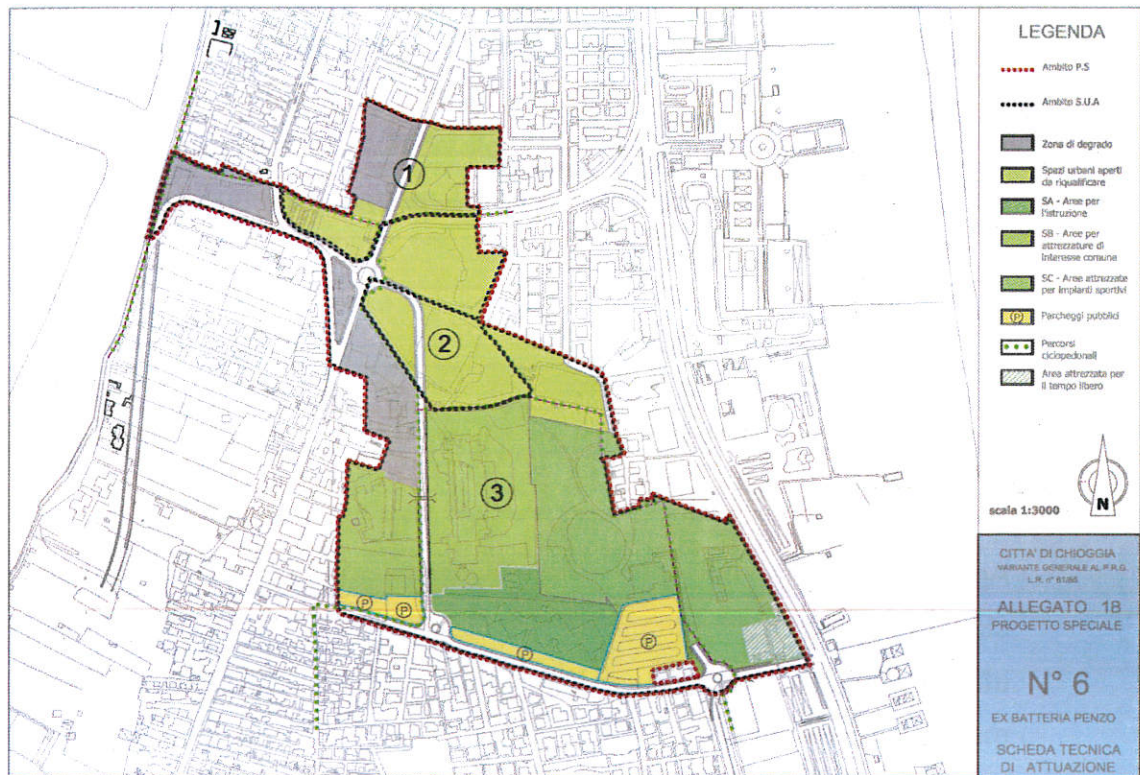 1
2
3
P
P
P
P
LEGENDA
Ambito P.S
Ambito S.U.A
Zona di degrado
Spazi urbani aperti
da riqualificare
SA - Aree per
l'istruzione
SB - Aree per
attrezzature di
interesse comune
SC - Aree attrezzate
per impianti sportivi
P
Parcheggi pubblici
Percorsi
ciclopedonali
Area attrezzata per
il tempo libero
N
scala 1:3000
CITTA' DI CHIOGGIA
VARIANTE GENERALE AL P.R.G.
L.R. n° 61/85
ALLEGATO 18
PROGETTO SPECIALE
N° 6
EX BATTERIA PENZO
SCHEDA TECNICA
DI ATTUAZIONE